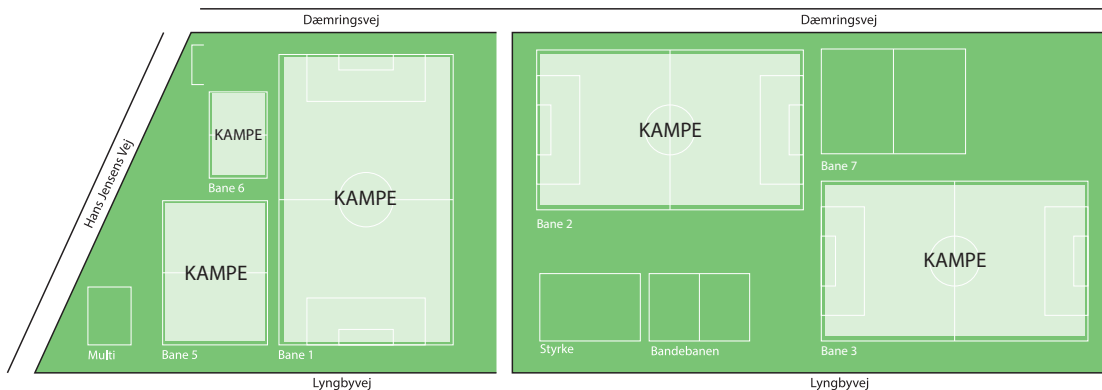 Dæmringsvej
Dæmringsvej
Hans Jensens Vej
KAMPE
Bane 6
KAMPE
KAMPE
Multi
Bane 5
Bane 1
KAMPE
Bane 2
Bane 7
KAMPE
Styrke
Bandebanen
Bane 3
Lyngbyvej
Lyngbyvej